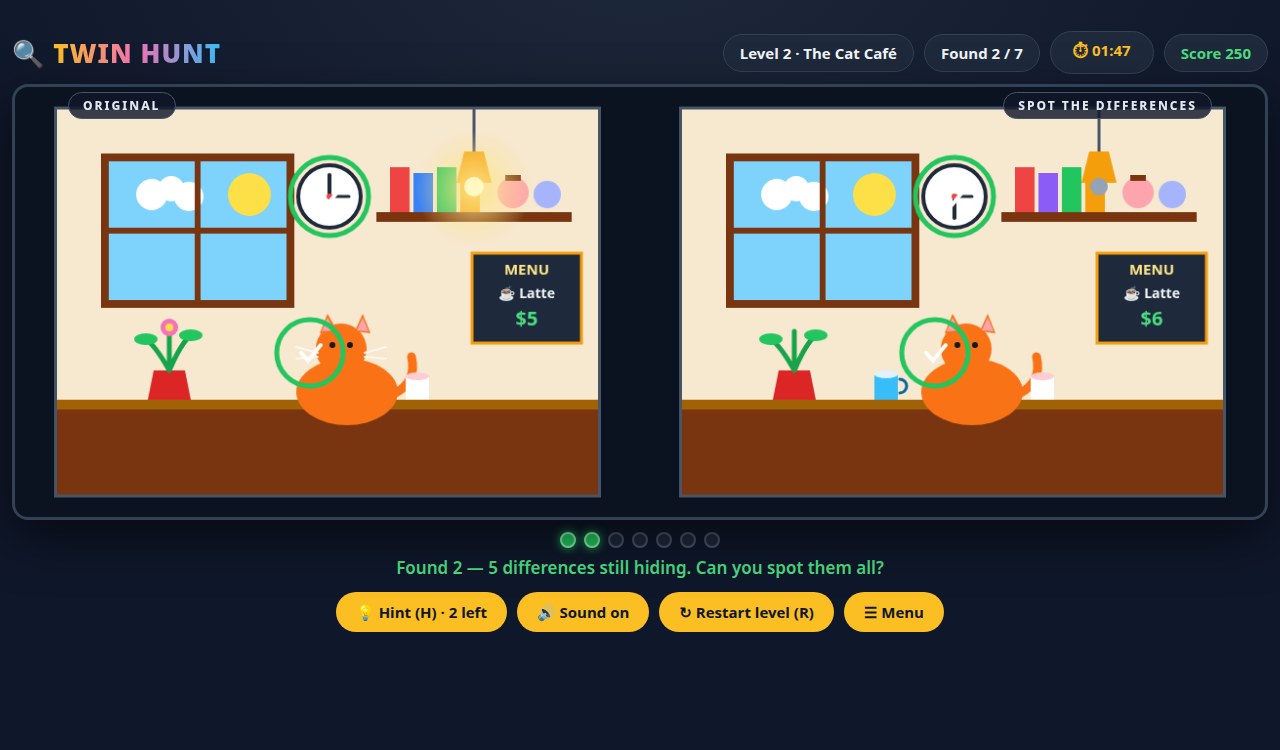 🔍 TWIN HUNT
Level 2 · The Cat Café
Found 2 / 7
⏱ 01:47
Score 250
ORIGINAL
SPOT THE DIFFERENCES
MENU
☕ Latte
$5
MENU
☕ Latte
$6
Found 2 — 5 differences still hiding. Can you spot them all?
💡 Hint (H) · 2 left
🔊 Sound on
↻ Restart level (R)
☰ Menu